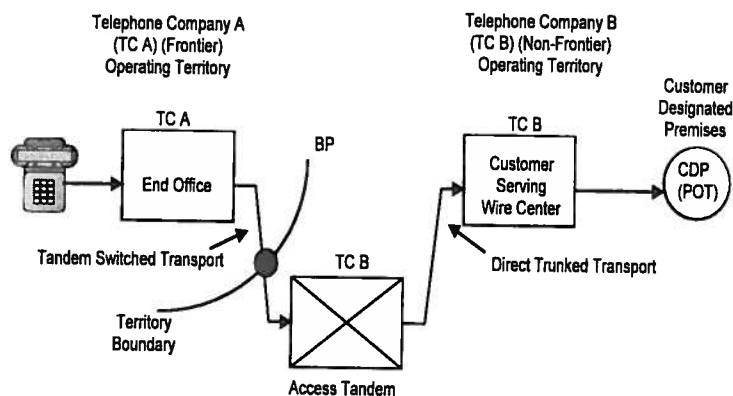 Telephone Company A
(TC A) (Frontier)
Operating Territory
Telephone Company B
(TC B) (Non-Frontier)
Operating Territory
Customer
Designated
Premises
TC A
End Office
BP
TC B
Customer
Serving
Wire Center
CDP
(POT)
Tandem Switched Transport
TC B
Direct Trunked Transport
Territory
Boundary
Access Tandem